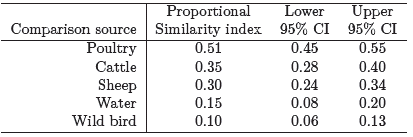 Proportional Lower Upper
Comparison source Similarity index 95% CI 95% CI
Poultry 0.51 0.45 0.55
Cattle 0.35 0.28 0.40
Sheep 0.30 0.24 0.34
Water 0.15 0.08 0.20
Wild bird 0.10 0.06 0.13